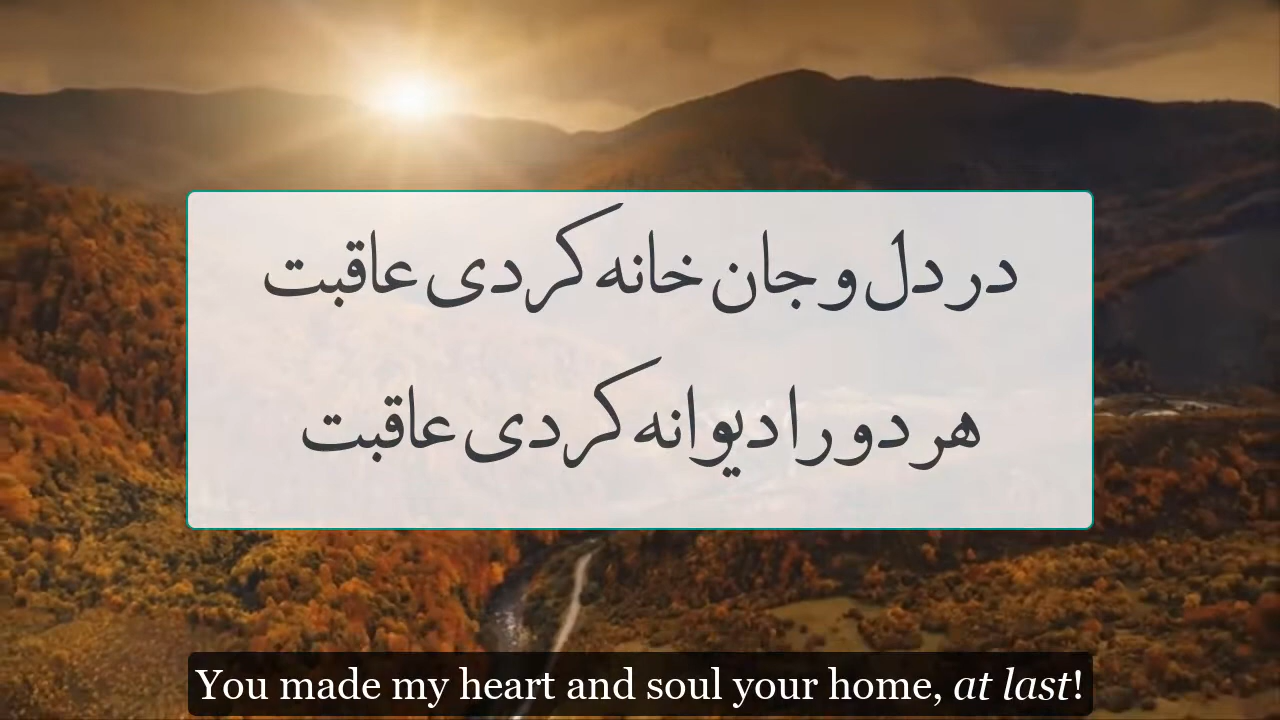 در دل و جان خانه کردی عاقبت
هر دو را دیوانه کردی عاقبت
You made my heart and soul your home, at last!